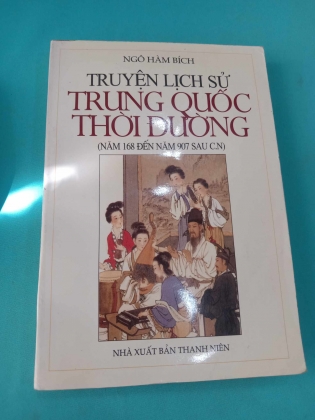 NGÔ HÀM BÍCH
TRUYỆN LỊCH SỬ
TRUNG QUỐC
THỜI ĐƯỜNG
(NĂM 168 ĐẾN NĂM 907 SAU C.N)
NHÀ XUẤT BẢN THANH NIÊN